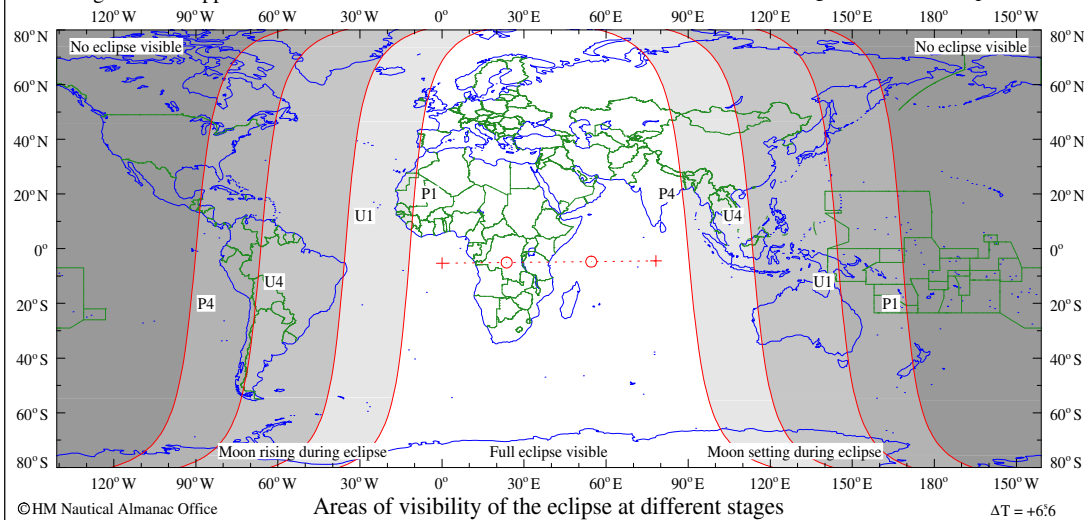 120°W 90°W 60°W 30°W 0° 30°E 60°E 90°E 120°E 150°E 180° 150°W
80°N 80°N
No eclipse visible No eclipse visible
60°N 60°N
40°N 40°N
20°N P1 P4 20°N
U1 U4
0° 0°
U4 U1
20°S P4 P1 20°S
40°S 40°S
60°S 60°S
Moon rising during eclipse Full eclipse visible Moon setting during eclipse
80°S 80°S
120°W 90°W 60°W 30°W 0° 30°E 60°E 90°E 120°E 150°E 180° 150°W
©HM Nautical Almanac Office Areas of visibility of the eclipse at different stages ΔT = +6ˢ.6